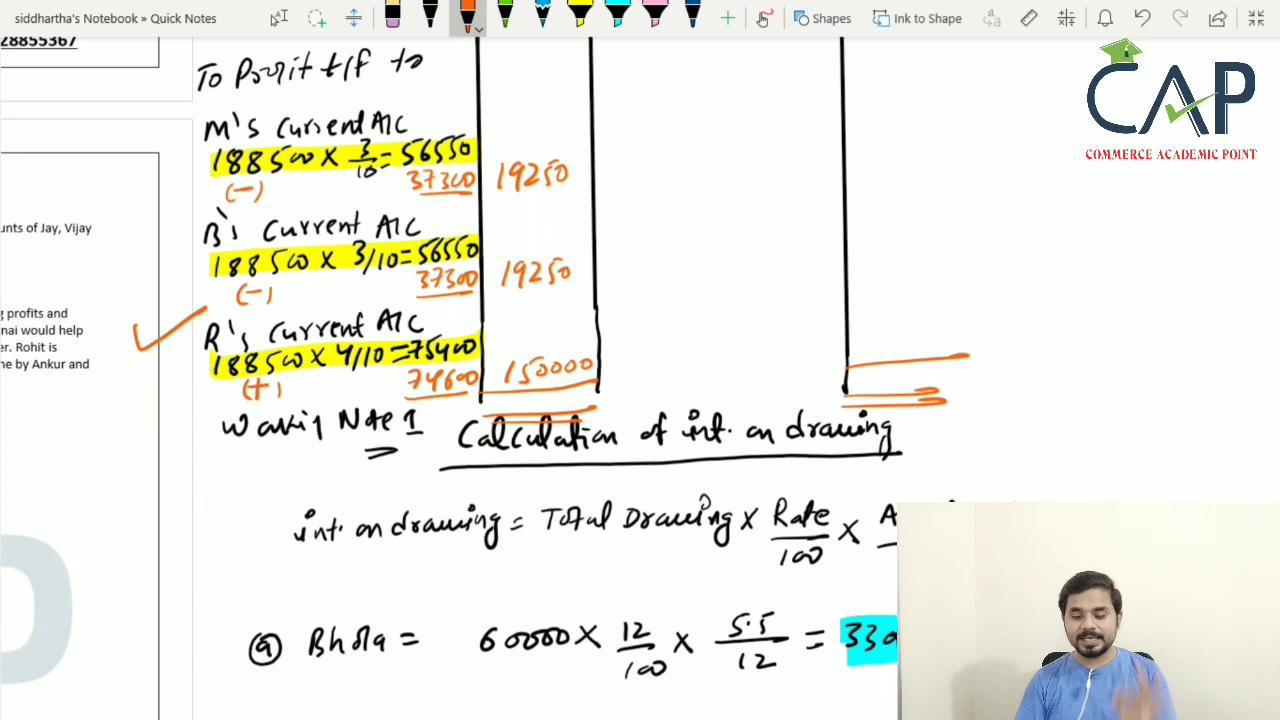 siddhartha's Notebook » Quick Notes
Shapes
Ink to Shape
28855367
CAP
COMMERCE ACADEMIC POINT
unts of Jay, Vijay
g profits and
nai would help
er. Rohit is
ne by Ankur and
To Profit t/f to
M's Current A/C
188500 × 3/10 = 56550
(-) 37300 19250
B's Current A/C
188500 × 3/10 = 56550
(-) 37300 19250
R's Current A/C
188500 × 4/10 = 75400
(+) 74600 150000
Working Note 1
Calculation of int. on drawing
int. on drawing = Total Drawing × Rate/100 × A
(a) Bhola = 60000 × 12/100 × 5.5/12 = 330